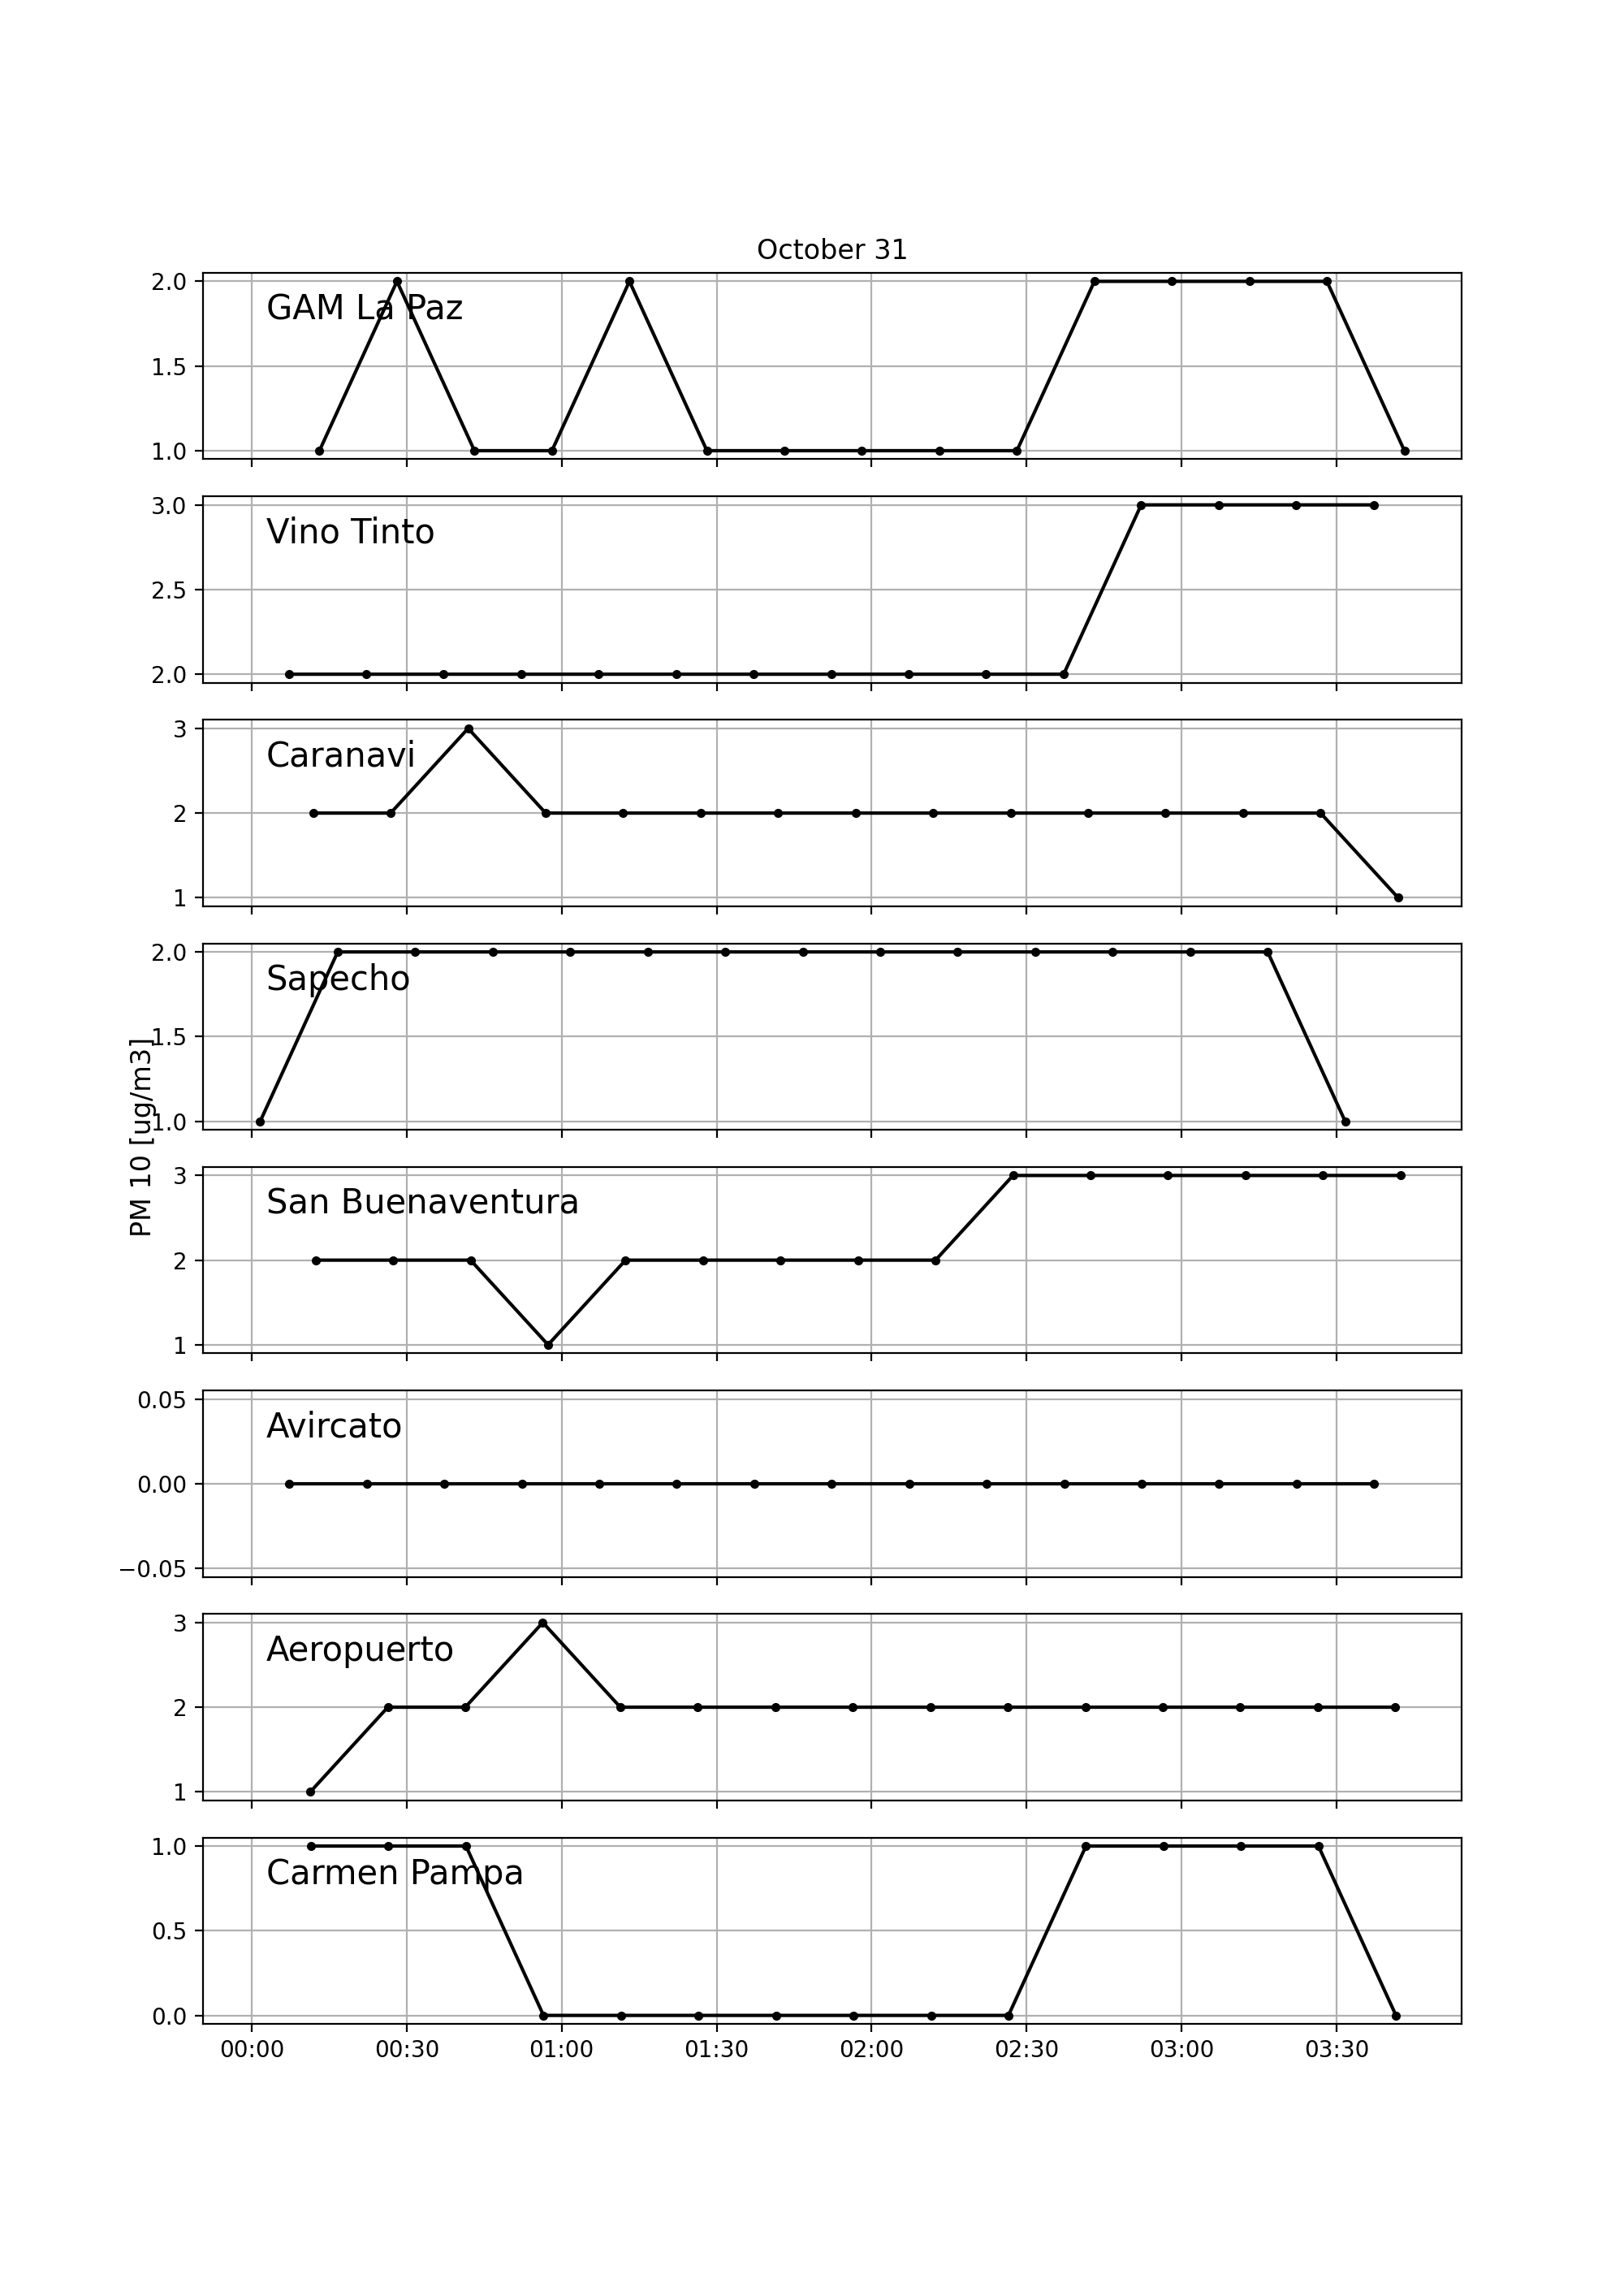 October 31
2.0
GAM La Paz
1.5
1.0
3.0
Vino Tinto
2.5
2.0
3
Caranavi
2
1
2.0
Sapecho
1.5
1.0
PM 10 [ug/m3]
3
San Buenaventura
2
1
0.05
Avircato
0.00
−0.05
3
Aeropuerto
2
1
1.0
Carmen Pampa
0.5
0.0
00:00 00:30 01:00 01:30 02:00 02:30 03:00 03:30